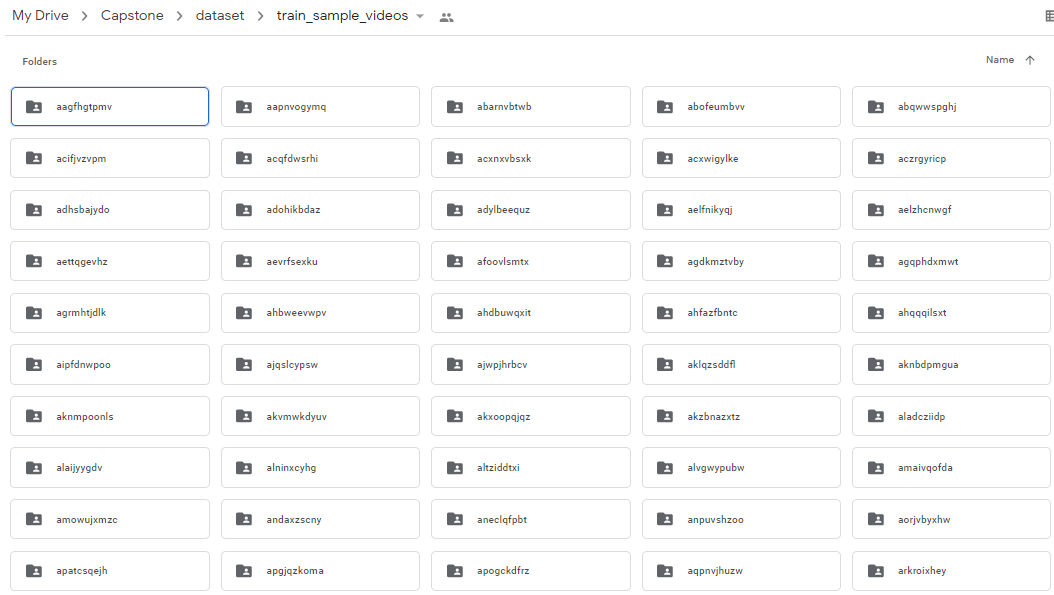 My Drive > Capstone > dataset > train_sample_videos
Folders Name
aagfhgtpmv aapnvogymq abarnvbtwb abofeumbvv abqwwspghj
acifjvzvpm acqfdwsrhi acxnxvbsxk acxwigylke aczrgyricp
adhsbajydo adohikbdaz adylbeequz aelfnikyqj aelzhcnwgf
aettqgevhz aevrfsexku afoovlsmtx agdkmztvby agqphdxmwt
agrmhtjdlk ahbweevwpv ahdbuwqxit ahfazfbntc ahqqqilsxt
aipfdnwpoo ajqslcypsw ajwpjhrbcv aklqzsddfl aknbdpmgua
aknmpoonls akvmwkdyuv akxoopqjqz akzbnazxtz aladcziidp
alaijyygdv alninxcyhg altziddtxi alvgwypubw amaivqofda
amowujxmzc andaxzscny aneclqfpbt anpuvshzoo aorjvbyxhw
apatcsqejh apgjqzkoma apogckdfrz aqpnvjhuzw arkroixhey